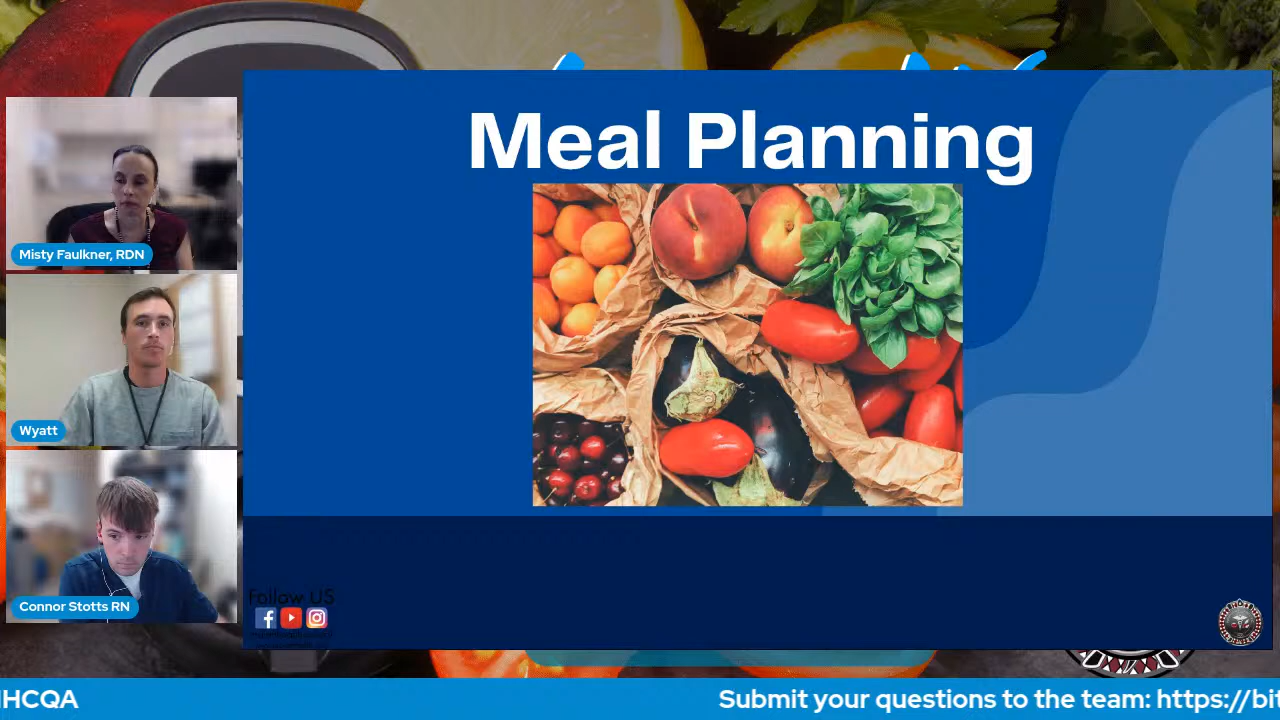 Meal Planning
Misty Faulkner, RDN
Wyatt
Connor Stotts RN
Follow US
HCQA
Submit your questions to the team: https://bit